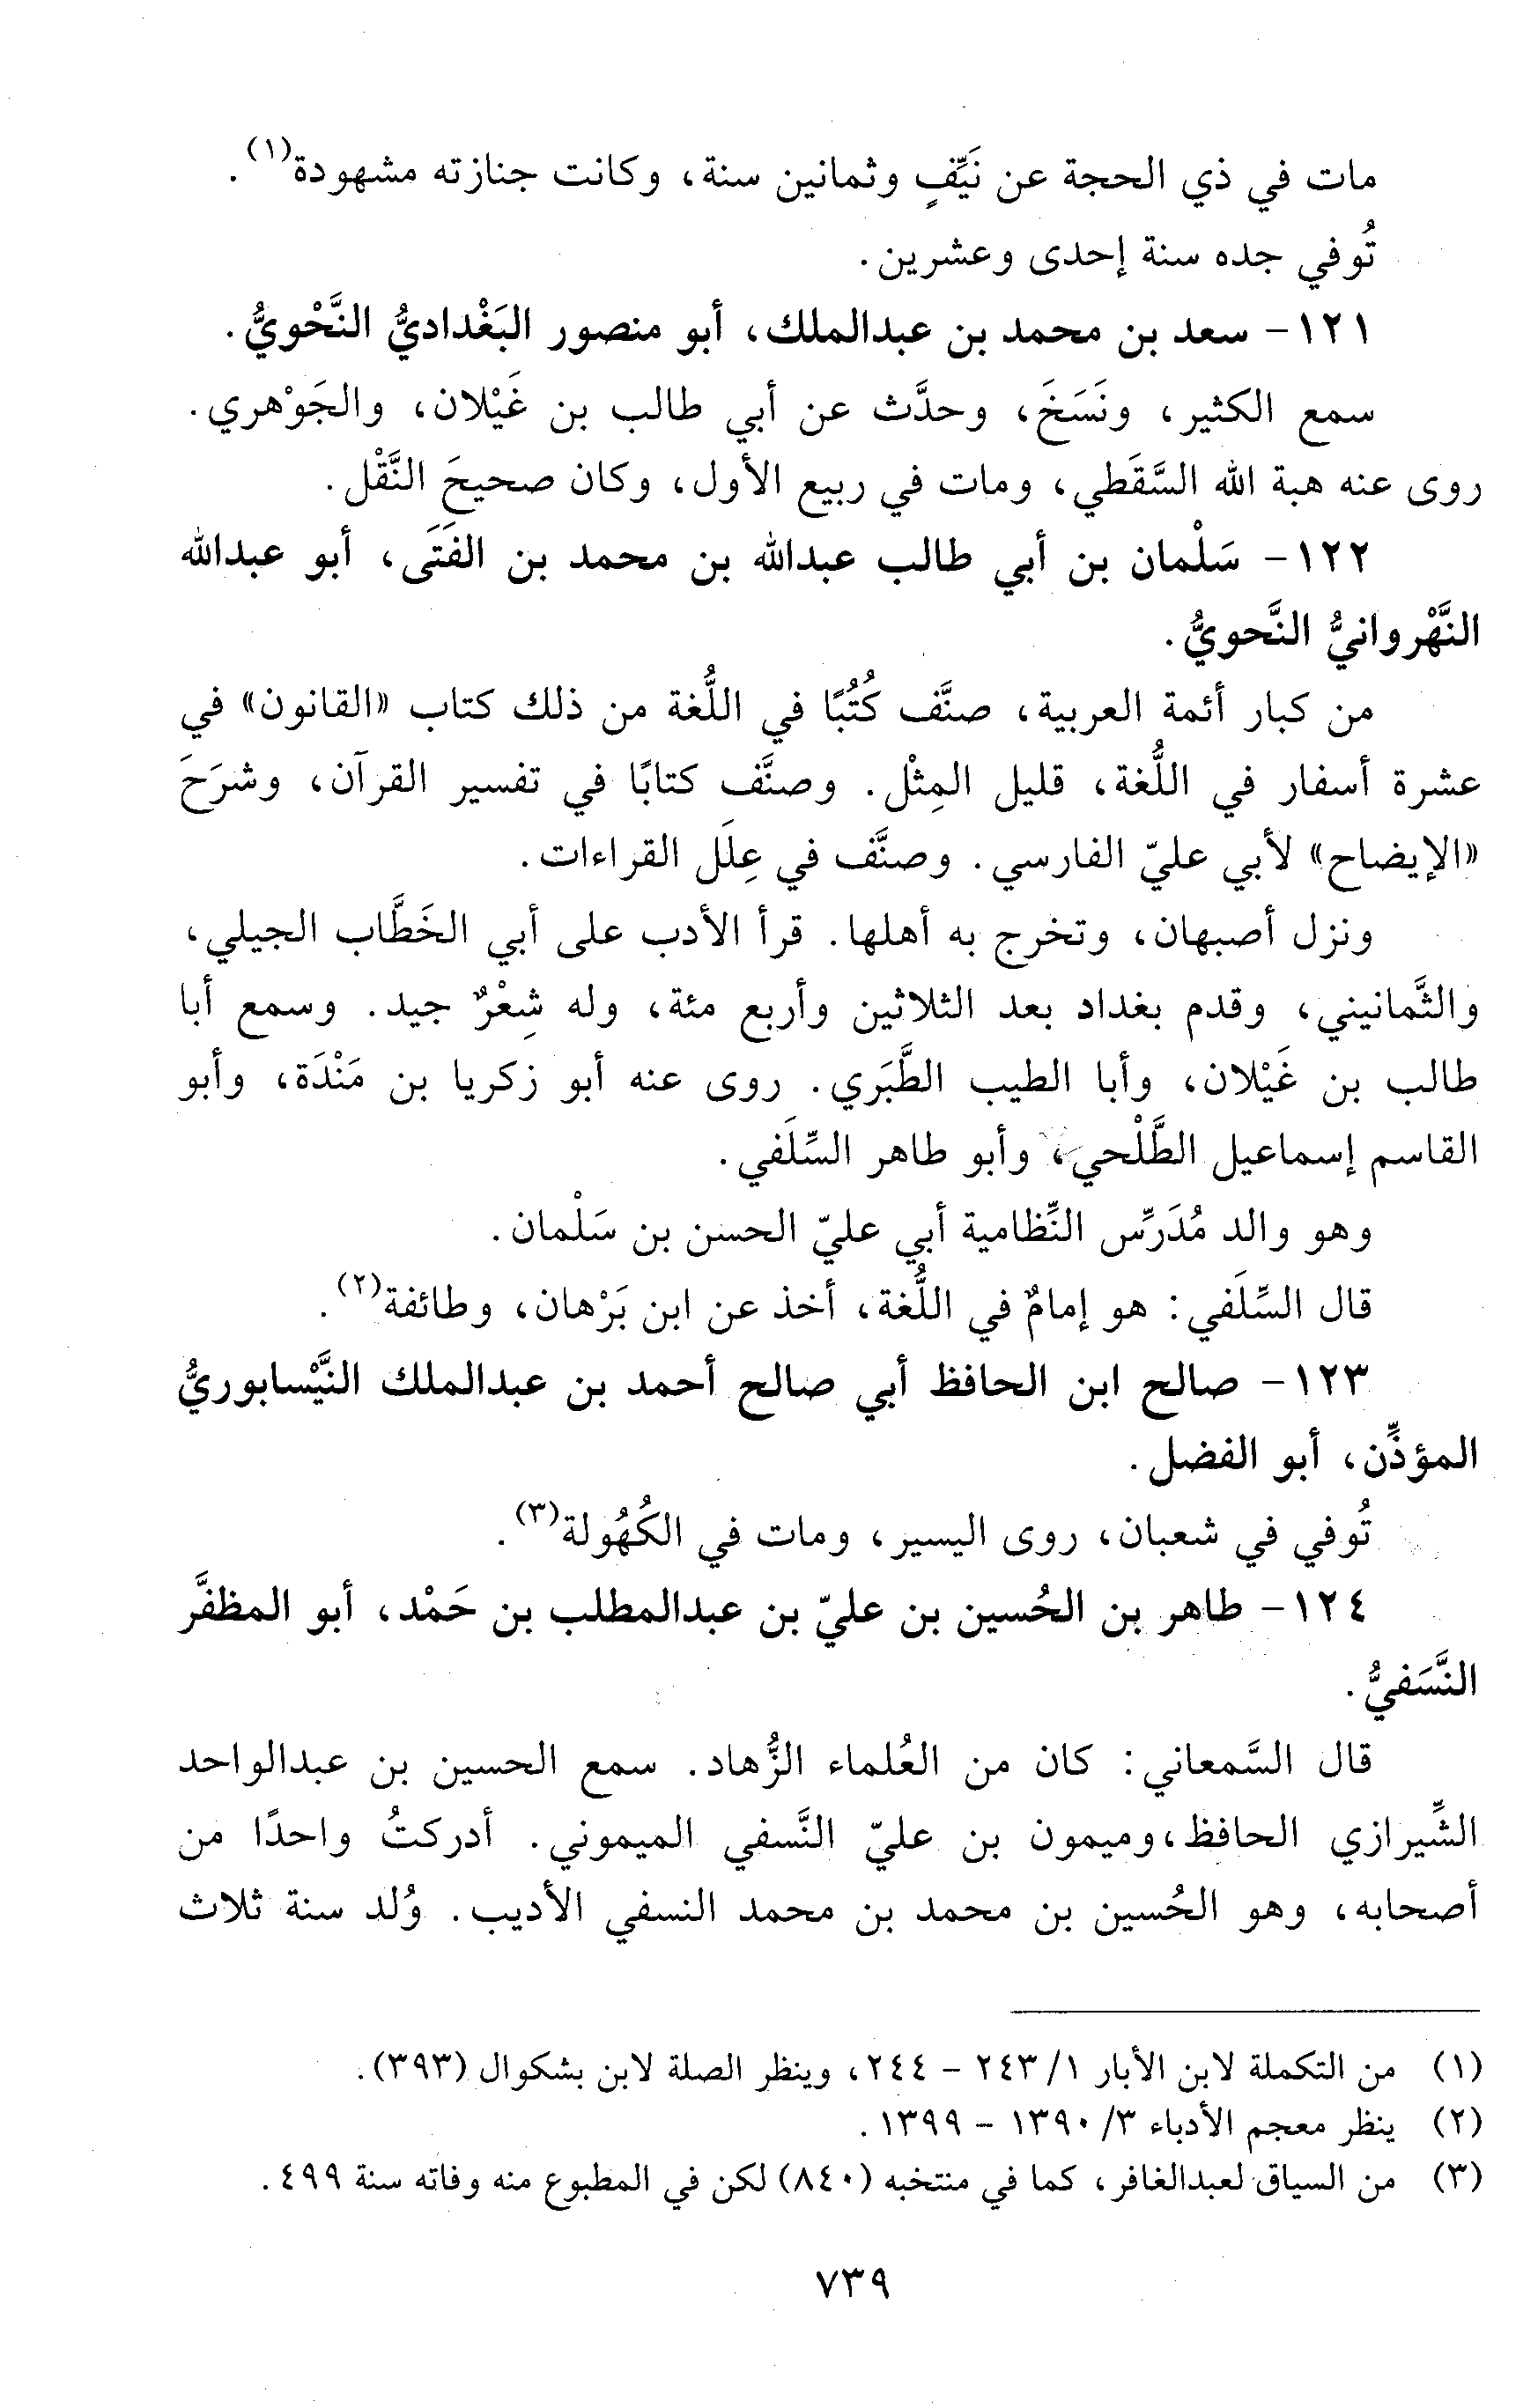 مات في ذي الحجة عن نَيِّفٍ وثمانين سنة، وكانت جنازته مشهودة(١).
تُوفي جده سنة إحدى وعشرين.
١٢١- سعد بن محمد بن عبدالملك، أبو منصور البَغْداديُّ النَّحْويُّ.
سمع الكثير، ونَسَخَ، وحدَّث عن أبي طالب بن غَيْلان، والجَوْهري.
روى عنه هبة الله السَّقَطي، ومات في ربيع الأول، وكان صحيحَ النَّقْل.
١٢٢- سَلْمان بن أبي طالب عبدالله بن محمد بن الفَتَى، أبو عبدالله
النَّهْروانيُّ النَّحويُّ.
من كبار أئمة العربية، صنَّف كُتُبًا في اللُّغة من ذلك كتاب «القانون» في
عشرة أسفار في اللُّغة، قليل المِثْل. وصنَّف كتابًا في تفسير القرآن، وشرَحَ
«الإيضاح» لأبي عليّ الفارسي. وصنَّف في عِلَل القراءات.
ونزل أصبهان، وتخرج به أهلها. قرأ الأدب على أبي الخَطَّاب الجيلي،
والثَّمانيني، وقدم بغداد بعد الثلاثين وأربع مئة، وله شِعْرٌ جيد. وسمع أبا
طالب بن غَيْلان، وأبا الطيب الطَّبَري. روى عنه أبو زكريا بن مَنْدَة، وأبو
القاسم إسماعيل الطَّلْحي، وأبو طاهر السِّلَفي.
وهو والد مُدَرِّس النِّظامية أبي عليّ الحسن بن سَلْمان.
قال السِّلَفي: هو إمامٌ في اللُّغة، أخذ عن ابن بَرْهان، وطائفة(٢).
١٢٣- صالح ابن الحافظ أبي صالح أحمد بن عبدالملك النَّيْسابوريُّ
المؤذِّن، أبو الفضل.
تُوفي في شعبان، روى اليسير، ومات في الكُهُولة(٣).
١٢٤- طاهر بن الحُسين بن عليّ بن عبدالمطلب بن حَمْد، أبو المظفَّر
النَّسَفيُّ.
قال السَّمعاني: كان من العُلماء الزُّهاد. سمع الحسين بن عبدالواحد
الشِّيرازي الحافظ، وميمون بن عليّ النَّسفي الميموني. أدركتُ واحدًا من
أصحابه، وهو الحُسين بن محمد بن محمد النسفي الأديب. وُلد سنة ثلاث
(١) من التكملة لابن الأبار ١/ ٢٤٣ - ٢٤٤، وينظر الصلة لابن بشكوال (٣٩٣).
(٢) ينظر معجم الأدباء ٣/ ١٣٩٠ - ١٣٩٩.
(٣) من السياق لعبدالغافر، كما في منتخبه (٨٤٠) لكن في المطبوع منه وفاته سنة ٤٩٩.
٧٣٩